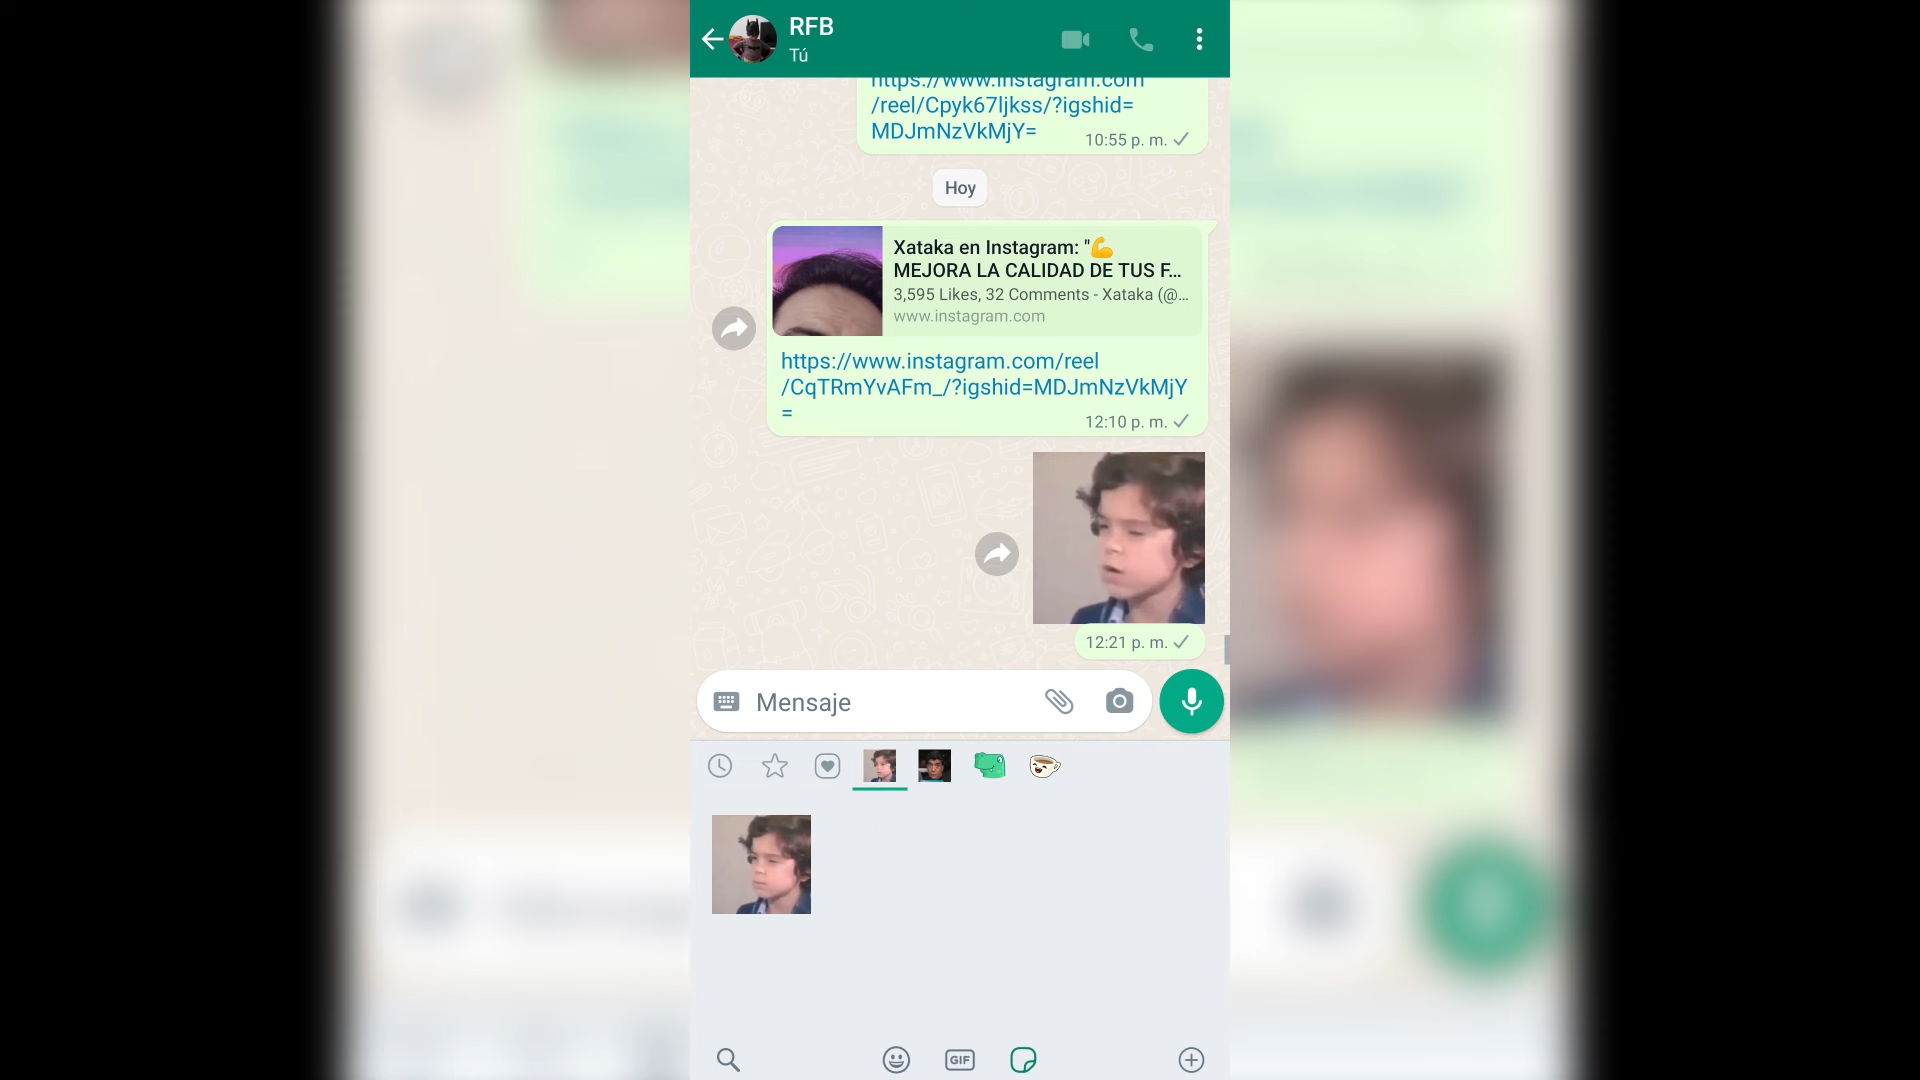 RFB
Tú
https://www.instagram.com
/reel/Cpyk67ljkss/?igshid=
MDJmNzVkMjY=
10:55 p. m.
Hoy
Xataka en Instagram: "💪
MEJORA LA CALIDAD DE TUS F...
3,595 Likes, 32 Comments - Xataka (@...
www.instagram.com
https://www.instagram.com/reel
/CqTRmYvAFm_/?igshid=MDJmNzVkMjY
=
12:10 p. m.
12:21 p. m.
Mensaje
GIF